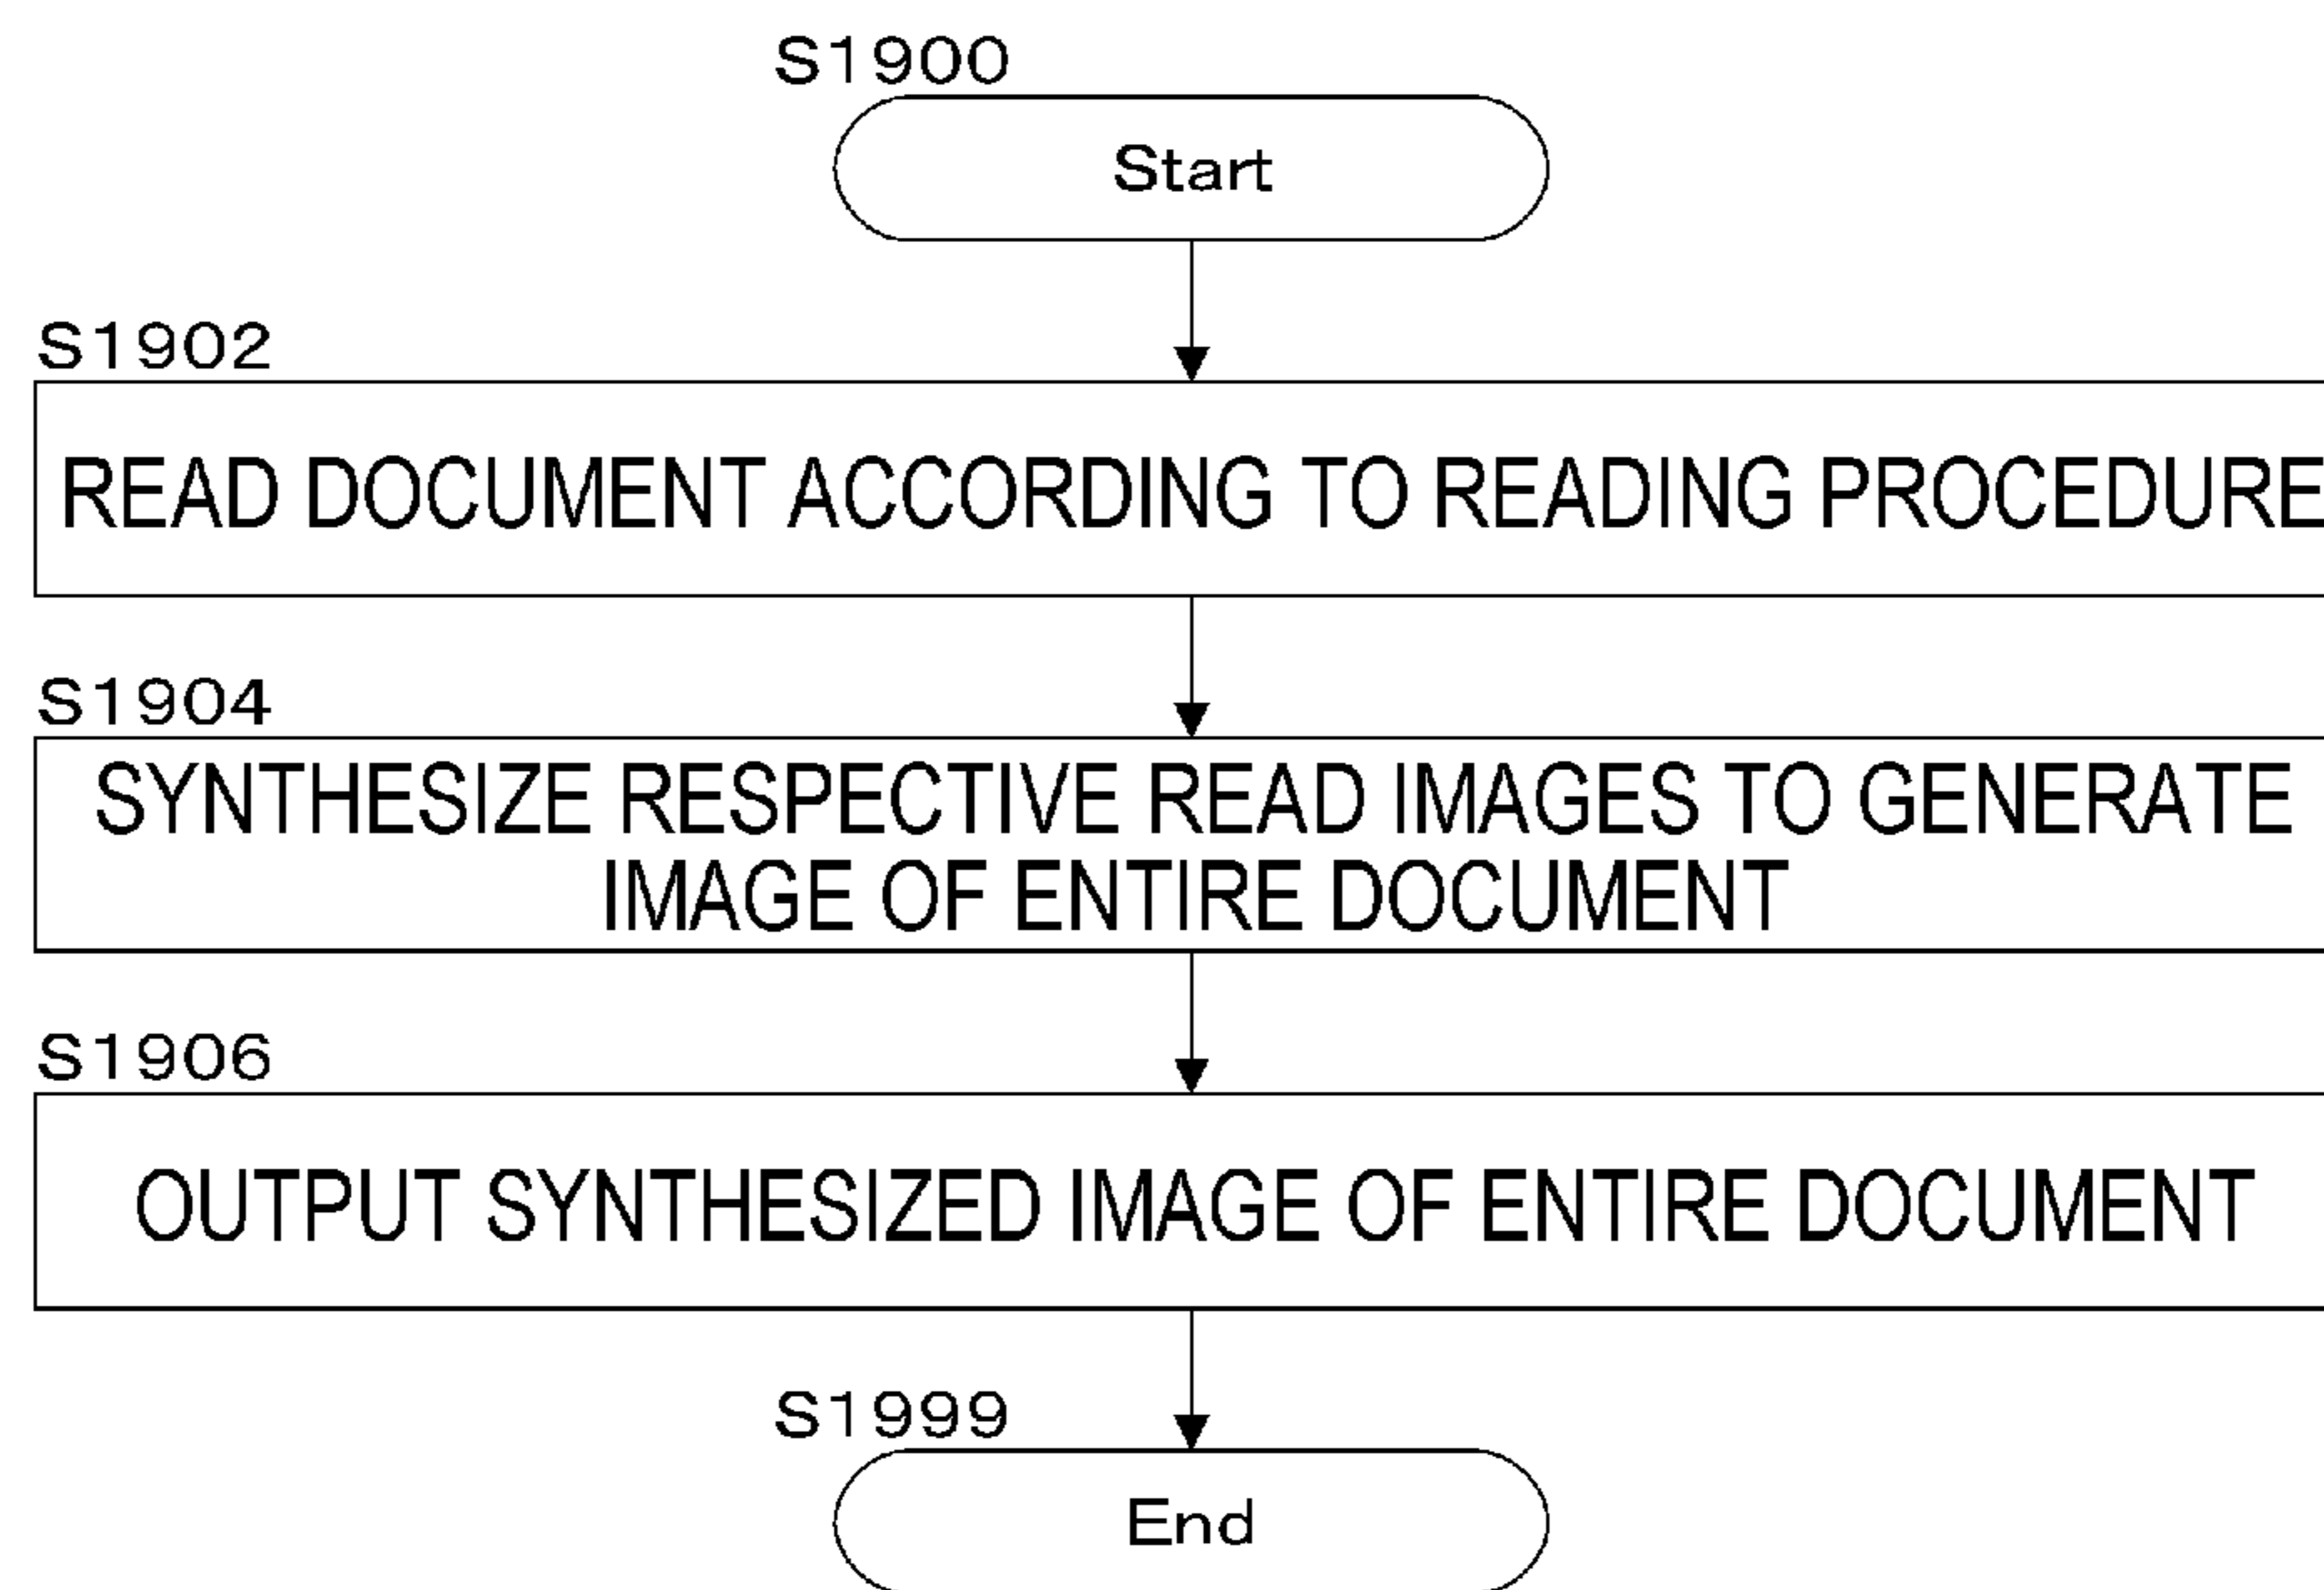 S1900
Start
S1902
READ DOCUMENT ACCORDING TO READING PROCEDURE
S1904
SYNTHESIZE RESPECTIVE READ IMAGES TO GENERATE
IMAGE OF ENTIRE DOCUMENT
S1906
OUTPUT SYNTHESIZED IMAGE OF ENTIRE DOCUMENT
S1999
End